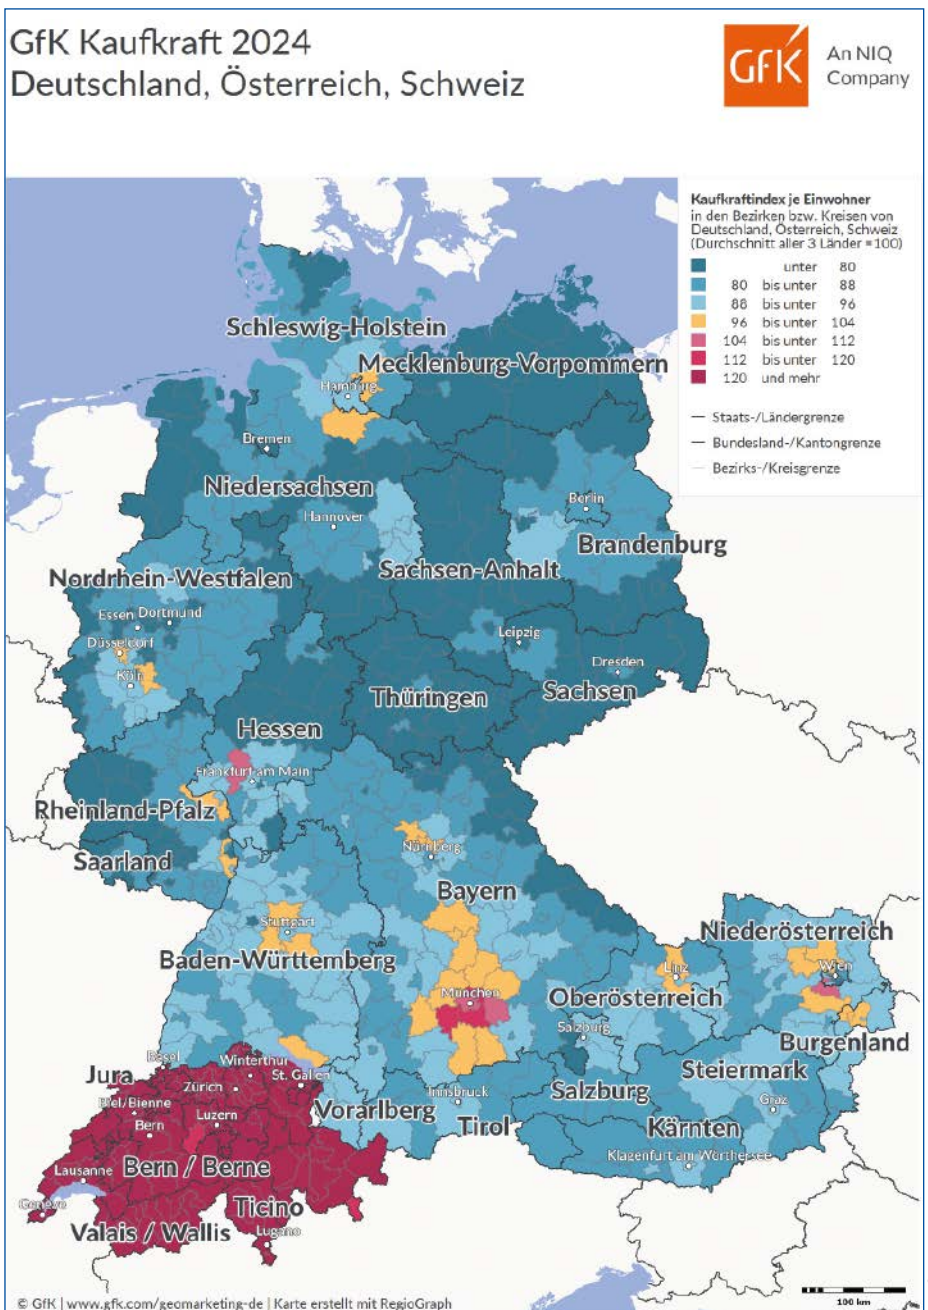 GfK Kaufkraft 2024
Deutschland, Österreich, Schweiz
GfK
An NIQ
Company
Kaufkraftindex je Einwohner
in den Bezirken bzw. Kreisen von
Deutschland, Österreich, Schweiz
(Durchschnitt aller 3 Länder = 100)
unter 80
80 bis unter 88
88 bis unter 96
96 bis unter 104
104 bis unter 112
112 bis unter 120
120 und mehr
Staats-/Ländergrenze
Bundesland-/Kantongrenze
Bezirks-/Kreisgrenze
Schleswig-Holstein
Mecklenburg-Vorpommern
Hamburg
Bremen
Niedersachsen
Hannover
Berlin
Brandenburg
Sachsen-Anhalt
Nordrhein-Westfalen
Essen
Dortmund
Düsseldorf
Köln
Leipzig
Dresden
Thüringen
Sachsen
Hessen
Frankfurt am Main
Rheinland-Pfalz
Saarland
Nürnberg
Bayern
Stuttgart
Baden-Württemberg
München
Niederösterreich
Linz
Wien
Oberösterreich
Salzburg
Burgenland
Basel
Winterthur
Jura
Zürich
St. Gallen
Steiermark
Biel/Bienne
Luzern
Vorarlberg
Innsbruck
Salzburg
Graz
Bern
Tirol
Kärnten
Bern / Berne
Klagenfurt am Wörthersee
Lausanne
Genève
Ticino
Valais / Wallis
Lugano
100 km
© GfK | www.gfk.com/geomarketing-de | Karte erstellt mit RegioGraph